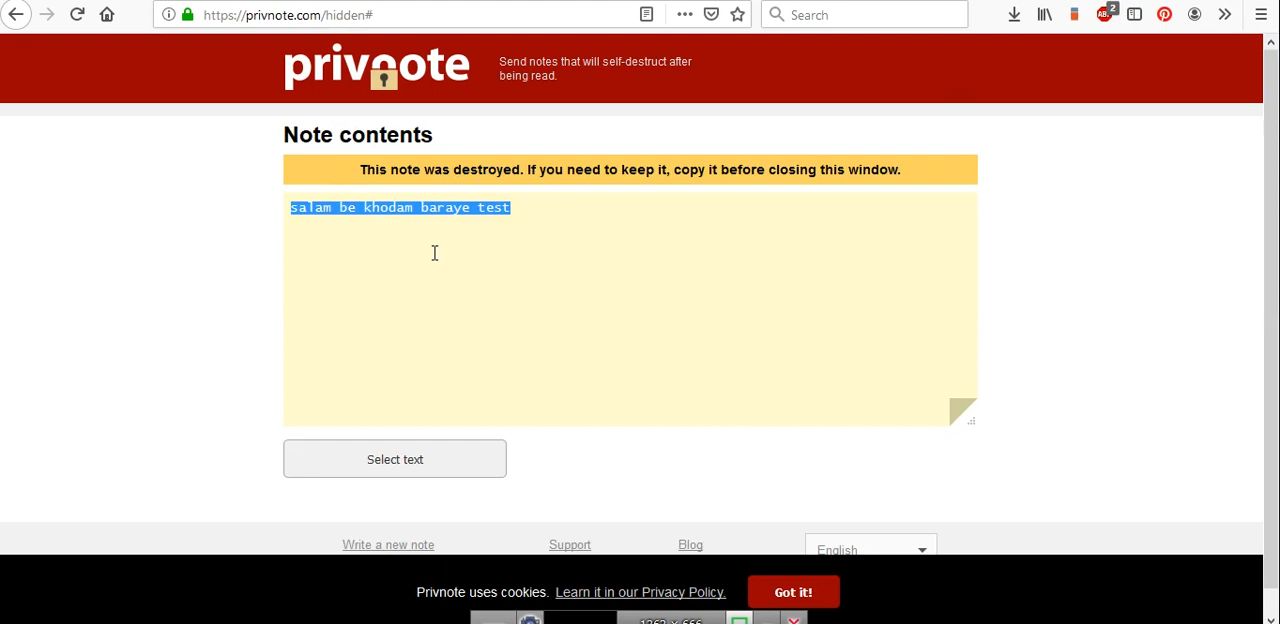 https://privnote.com/hidden#
Search
2
privnote
Send notes that will self-destruct after
being read.
Note contents
This note was destroyed. If you need to keep it, copy it before closing this window.
salam be khodam baraye test
Select text
Write a new note
Support
Blog
English
Privnote uses cookies. Learn it in our Privacy Policy.
Got it!